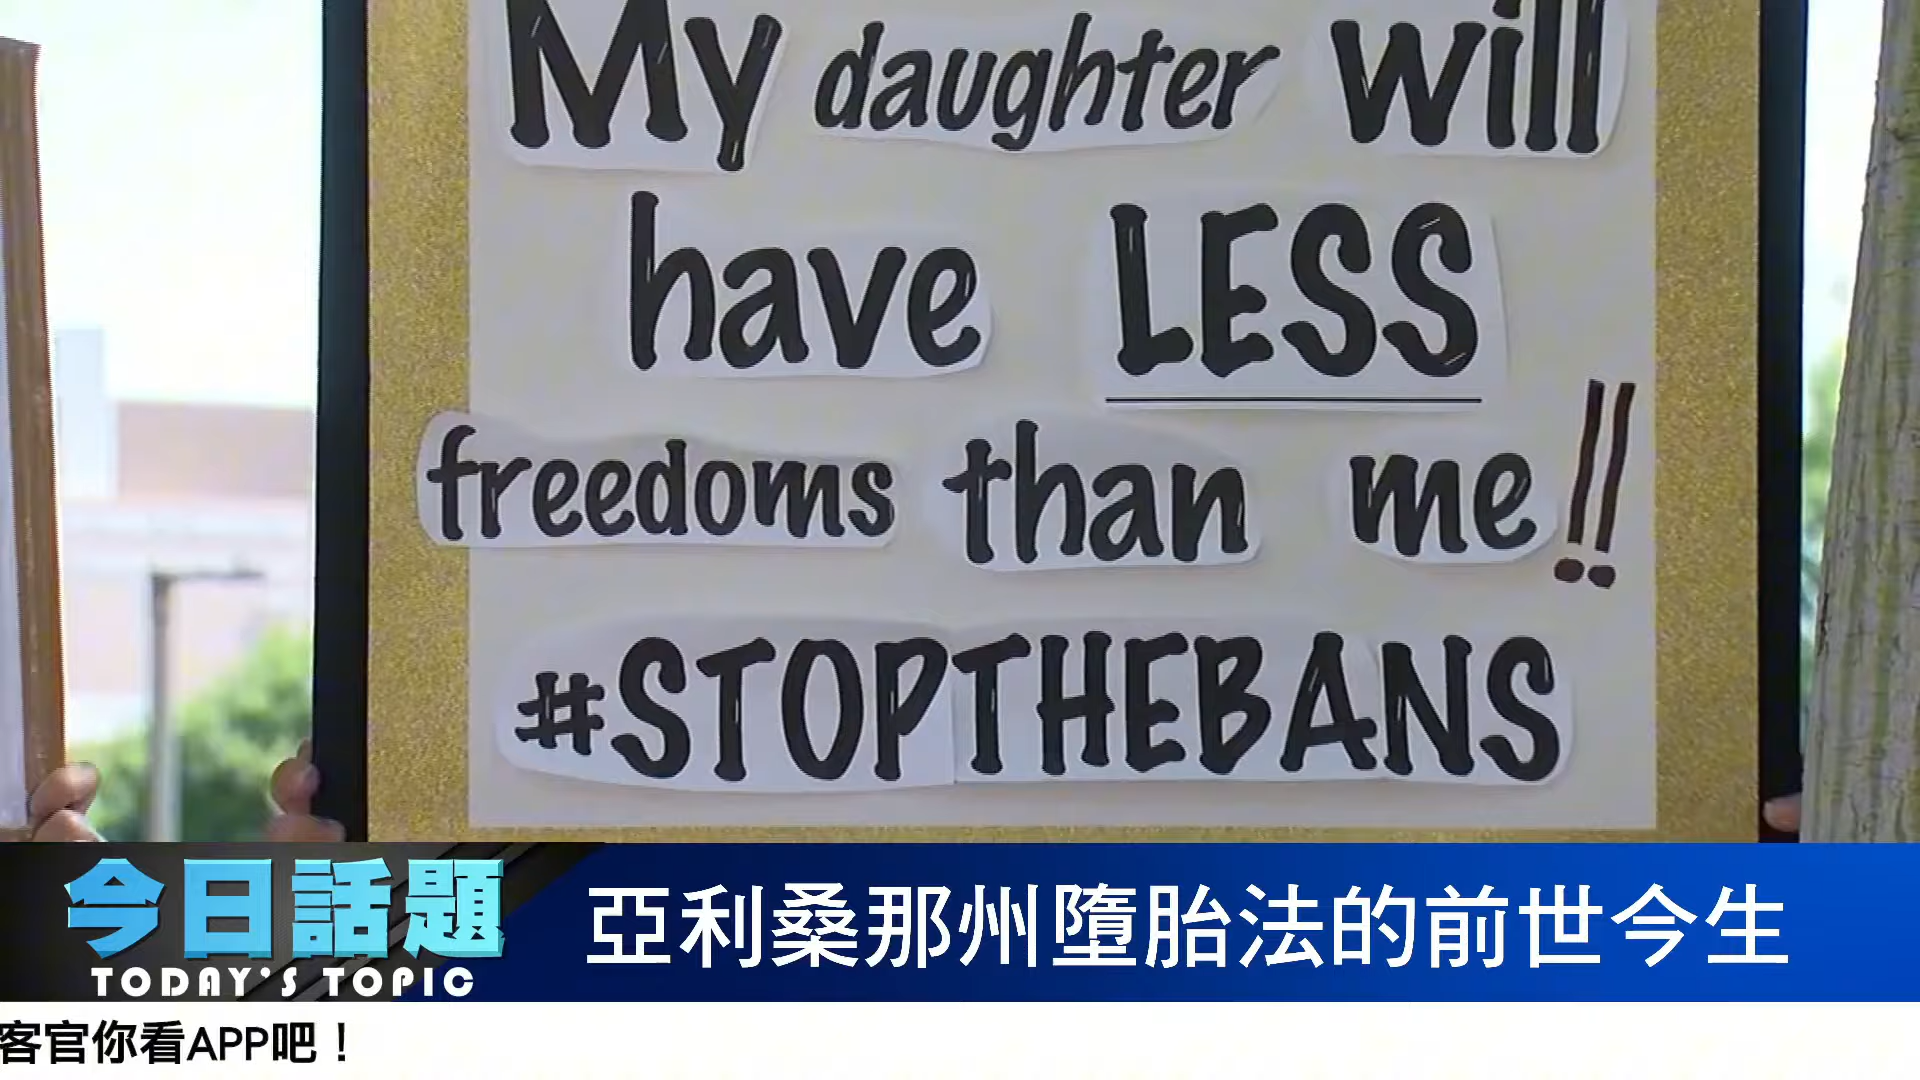 My daughter will
have LESS
freedoms than me!!
#STOPTHEBANS
今日話題
TODAY'S TOPIC
亞利桑那州墮胎法的前世今生
客官你看APP吧！